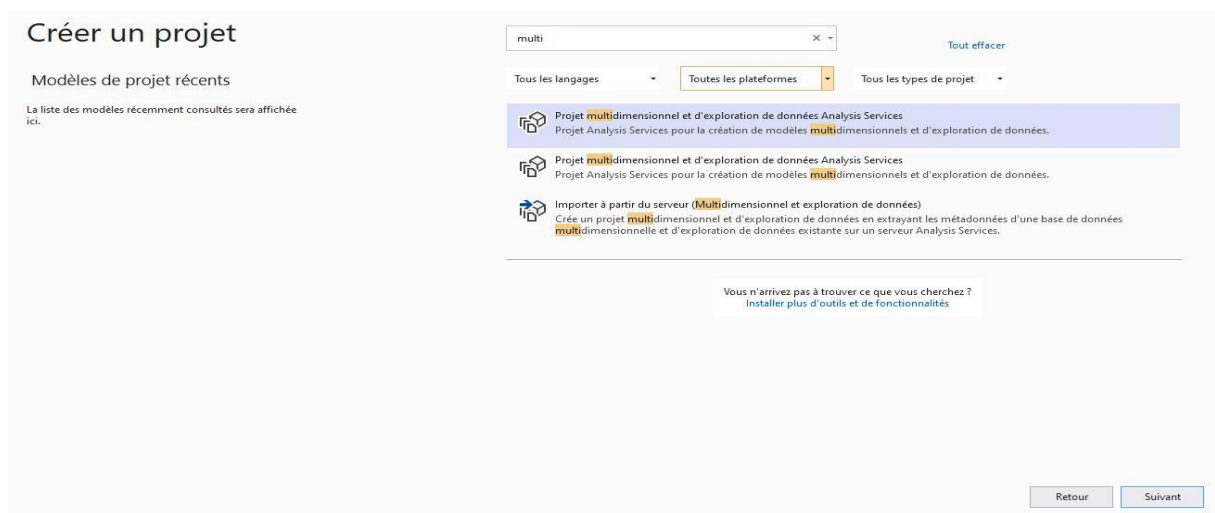 Créer un projet
multi
Tout effacer
Modèles de projet récents
Tous les langages
Toutes les plateformes
Tous les types de projet
La liste des modèles récemment consultés sera affichée
ici.
Projet multidimensionnel et d'exploration de données Analysis Services
Projet Analysis Services pour la création de modèles multidimensionnels et d'exploration de données.
Projet multidimensionnel et d'exploration de données Analysis Services
Projet Analysis Services pour la création de modèles multidimensionnels et d'exploration de données.
Importer à partir du serveur (Multidimensionnel et exploration de données)
Crée un projet multidimensionnel et d'exploration de données en extrayant les métadonnées d'une base de données
multidimensionnelle et d'exploration de données existante sur un serveur Analysis Services.
Vous n'arrivez pas à trouver ce que vous cherchez ?
Installer plus d'outils et de fonctionnalités
Retour
Suivant